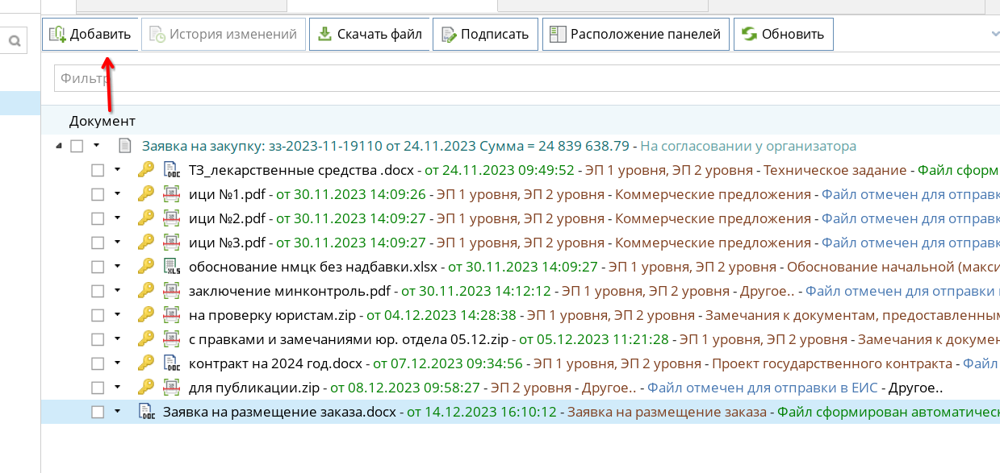 Добавить История изменений Скачать файл Подписать Расположение панелей Обновить
Фильтр
Документ
Заявка на закупку: зз-2023-11-19110 от 24.11.2023 Сумма = 24 839 638.79 - На согласовании у организатора
ТЗ_лекарственные средства .docx - от 24.11.2023 09:49:52 - ЭП 1 уровня, ЭП 2 уровня - Техническое задание - Файл сформ
ици №1.pdf - от 30.11.2023 14:09:26 - ЭП 1 уровня, ЭП 2 уровня - Коммерческие предложения - Файл отмечен для отправк
ици №2.pdf - от 30.11.2023 14:09:27 - ЭП 1 уровня, ЭП 2 уровня - Коммерческие предложения - Файл отмечен для отправк
ици №3.pdf - от 30.11.2023 14:09:27 - ЭП 1 уровня, ЭП 2 уровня - Коммерческие предложения - Файл отмечен для отправк
обоснование нмцк без надбавки.xlsx - от 30.11.2023 14:09:27 - ЭП 1 уровня, ЭП 2 уровня - Обоснование начальной (макси
заключение минконтроль.pdf - от 30.11.2023 14:12:12 - ЭП 1 уровня, ЭП 2 уровня - Другое.. - Файл отмечен для отправки
на проверку юристам.zip - от 04.12.2023 14:28:38 - ЭП 1 уровня, ЭП 2 уровня - Замечания к документам, предоставленным
с правками и замечаниями юр. отдела 05.12.zip - от 05.12.2023 11:21:28 - ЭП 1 уровня, ЭП 2 уровня - Замечания к докумен
контракт на 2024 год.docx - от 07.12.2023 09:34:56 - ЭП 1 уровня, ЭП 2 уровня - Проект государственного контракта - Файл
для публикации.zip - от 08.12.2023 09:58:27 - ЭП 2 уровня - Другое.. - Файл отмечен для отправки в ЕИС - Другое..
Заявка на размещение заказа.docx - от 14.12.2023 16:10:12 - Заявка на размещение заказа - Файл сформирован автоматическ